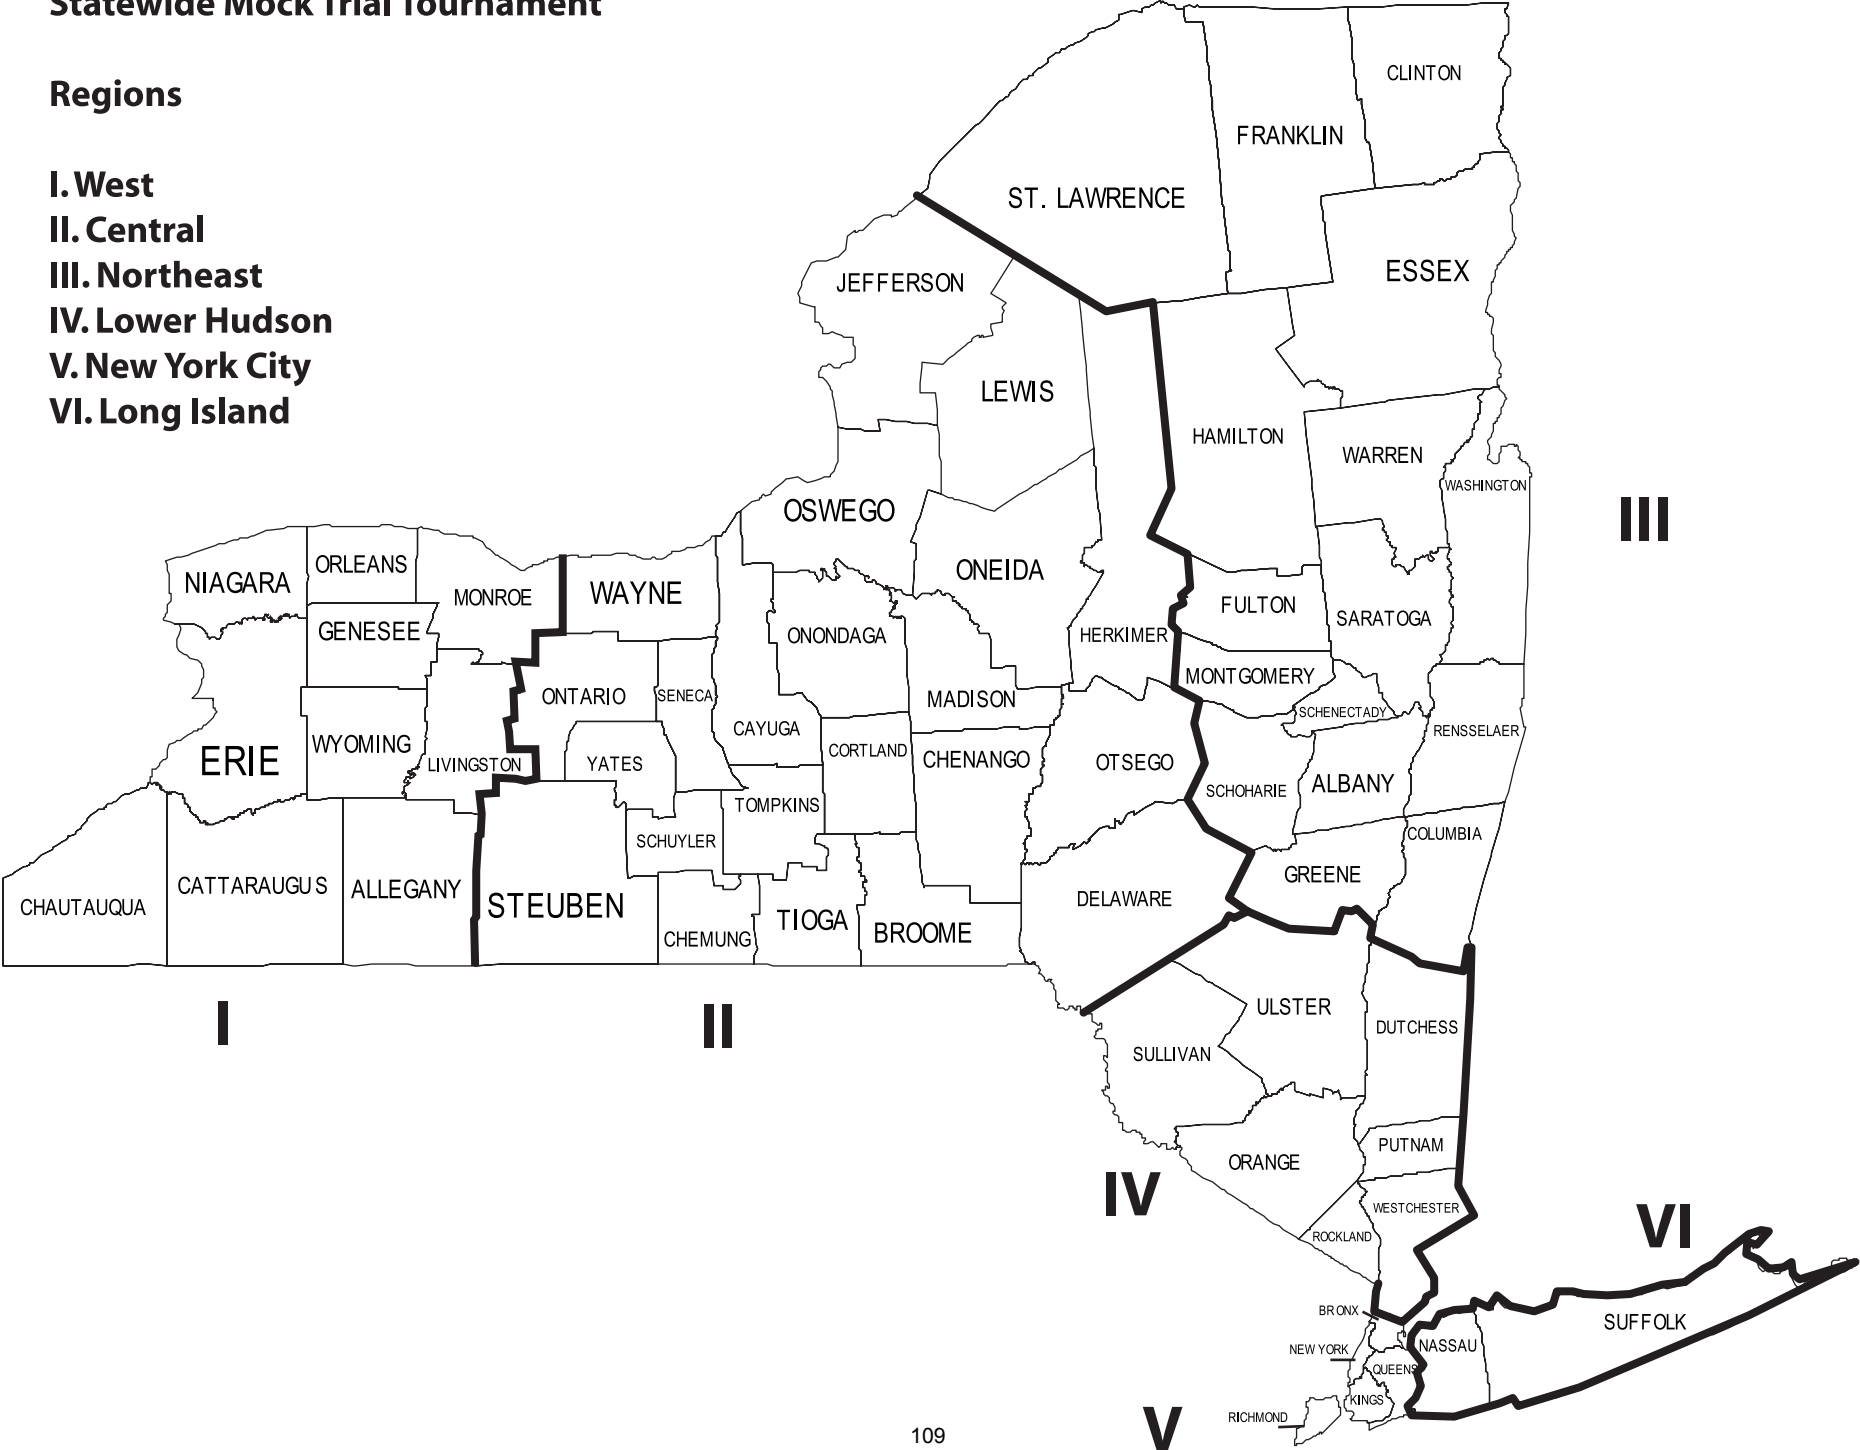 Statewide Mock Trial Tournament
Regions
I. West
II. Central
III. Northeast
IV. Lower Hudson
V. New York City
VI. Long Island
CLINTON
FRANKLIN
ST. LAWRENCE
ESSEX
JEFFERSON
LEWIS
HAMILTON
WARREN
WASHINGTON
III
OSWEGO
ONEIDA
NIAGARA
ORLEANS
MONROE
WAYNE
GENESEE
ONONDAGA
HERKIMER
FULTON
SARATOGA
MONTGOMERY
ONTARIO
SENECA
CAYUGA
MADISON
SCHENECTADY
RENSSELAER
ERIE
WYOMING
LIVINGSTON
YATES
CORTLAND
CHENANGO
OTSEGO
SCHOHARIE
ALBANY
TOMPKINS
SCHUYLER
COLUMBIA
GREENE
CHAUTAUQUA
CATTARAUGUS
ALLEGANY
STEUBEN
CHEMUNG
TIOGA
BROOME
DELAWARE
I
II
ULSTER
DUTCHESS
SULLIVAN
PUTNAM
ORANGE
IV
WESTCHESTER
ROCKLAND
VI
BRONX
SUFFOLK
NEW YORK
NASSAU
QUEENS
KINGS
RICHMOND
V
109